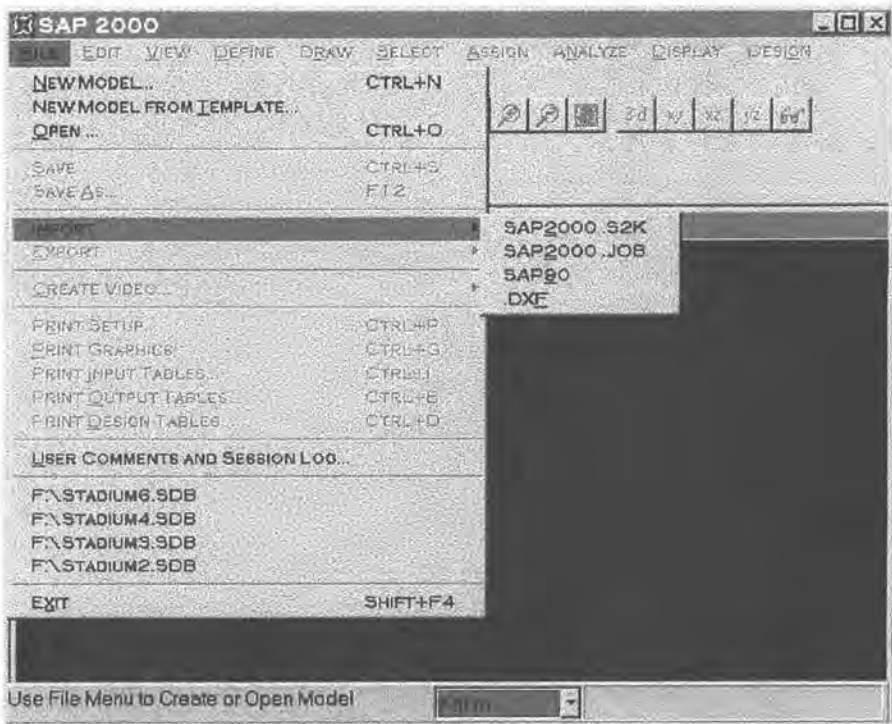 SAP 2000
FILE EDIT VIEW DEFINE DRAW SELECT ASSIGN ANALYZE DISPLAY DESIGN
NEW MODEL... CTRL+N
NEW MODEL FROM TEMPLATE...
OPEN ... CTRL+O
SAVE CTRL+S
SAVE AS... F12
3d xy xz yz
IMPORT
SAP2000 .S2K
SAP2000 .JOB
SAP90
.DXF
EXPORT
CREATE VIDEO...
PRINT SETUP... CTRL+P
PRINT GRAPHICS CTRL+G
PRINT INPUT TABLES... CTRL+I
PRINT OUTPUT TABLES... CTRL+B
PRINT DESIGN TABLES... CTRL+D
USER COMMENTS AND SESSION LOG...
F:\STADIUM6.SDB
F:\STADIUM4.SDB
F:\STADIUM3.SDB
F:\STADIUM2.SDB
EXIT SHIFT+F4
Use File Menu to Create or Open Model